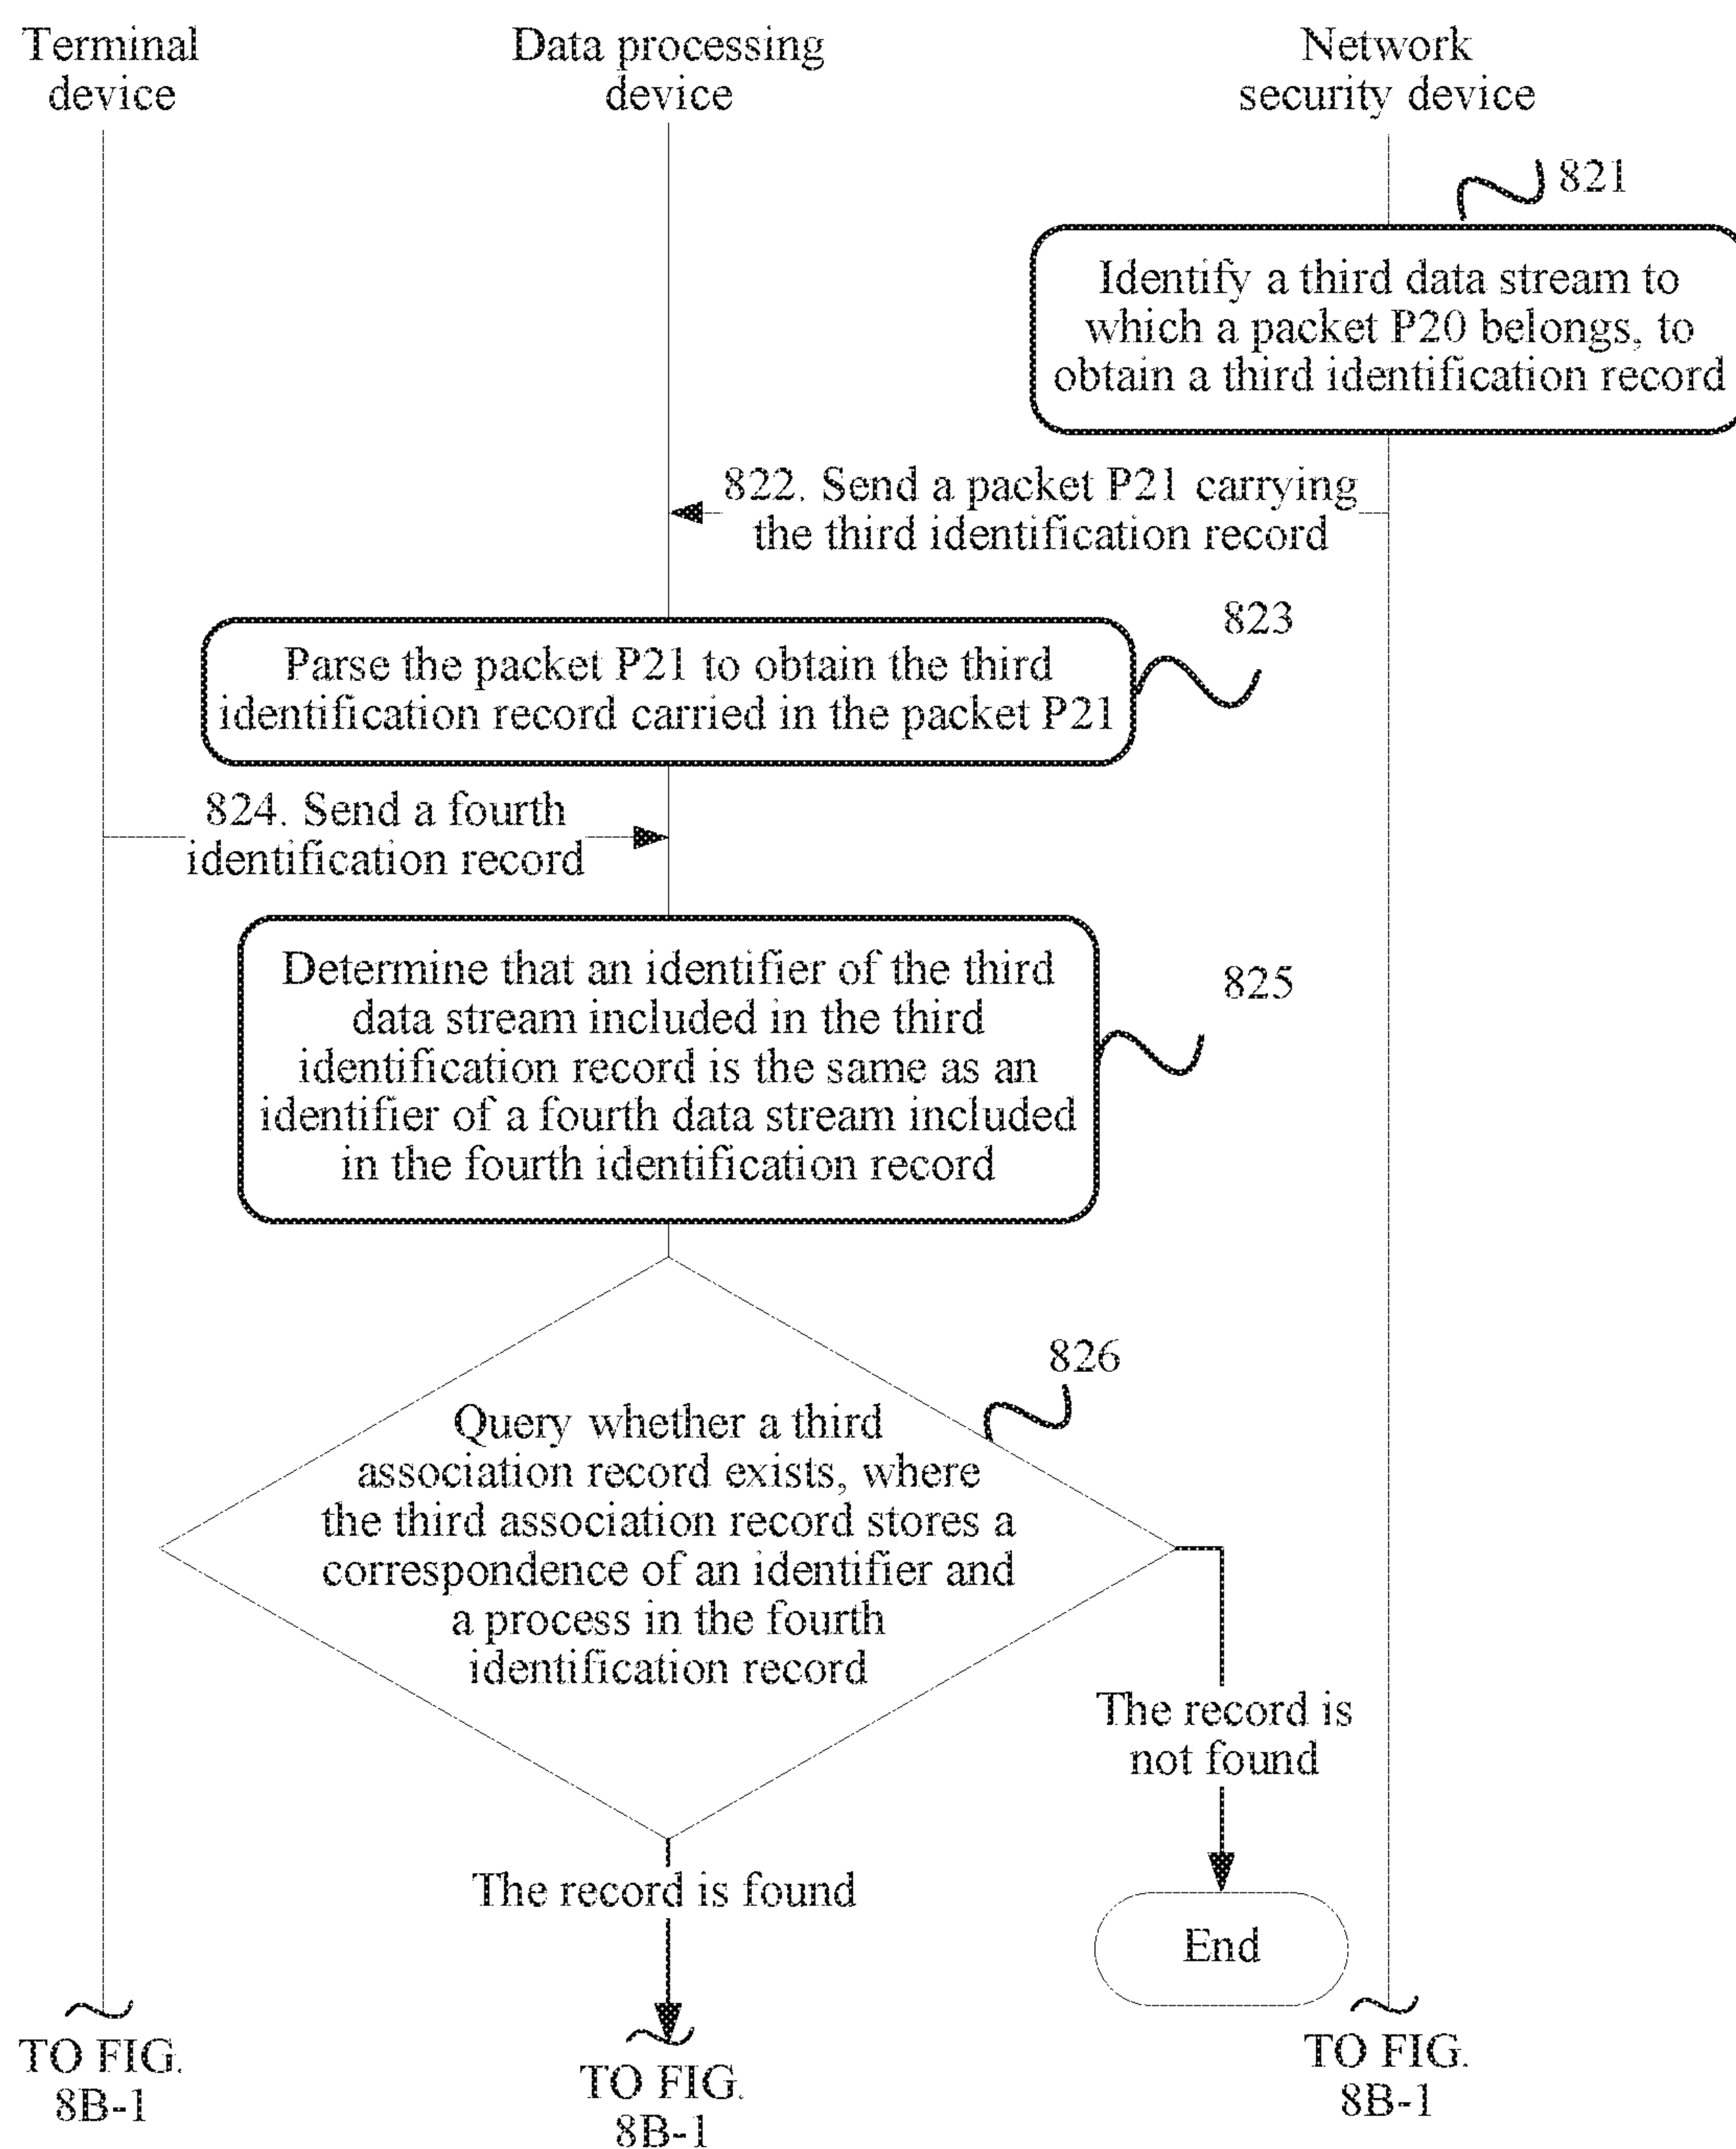 Terminal
device
Data processing
device
Network
security device
821
Identify a third data stream to
which a packet P20 belongs, to
obtain a third identification record
822. Send a packet P21 carrying
the third identification record
823
Parse the packet P21 to obtain the third
identification record carried in the packet P21
824. Send a fourth
identification record
825
Determine that an identifier of the third
data stream included in the third
identification record is the same as an
identifier of a fourth data stream included
in the fourth identification record
826
Query whether a third
association record exists, where
the third association record stores a
correspondence of an identifier and
a process in the fourth
identification record
The record is
not found
The record is found
End
TO FIG.
8B-1
TO FIG.
8B-1
TO FIG.
8B-1